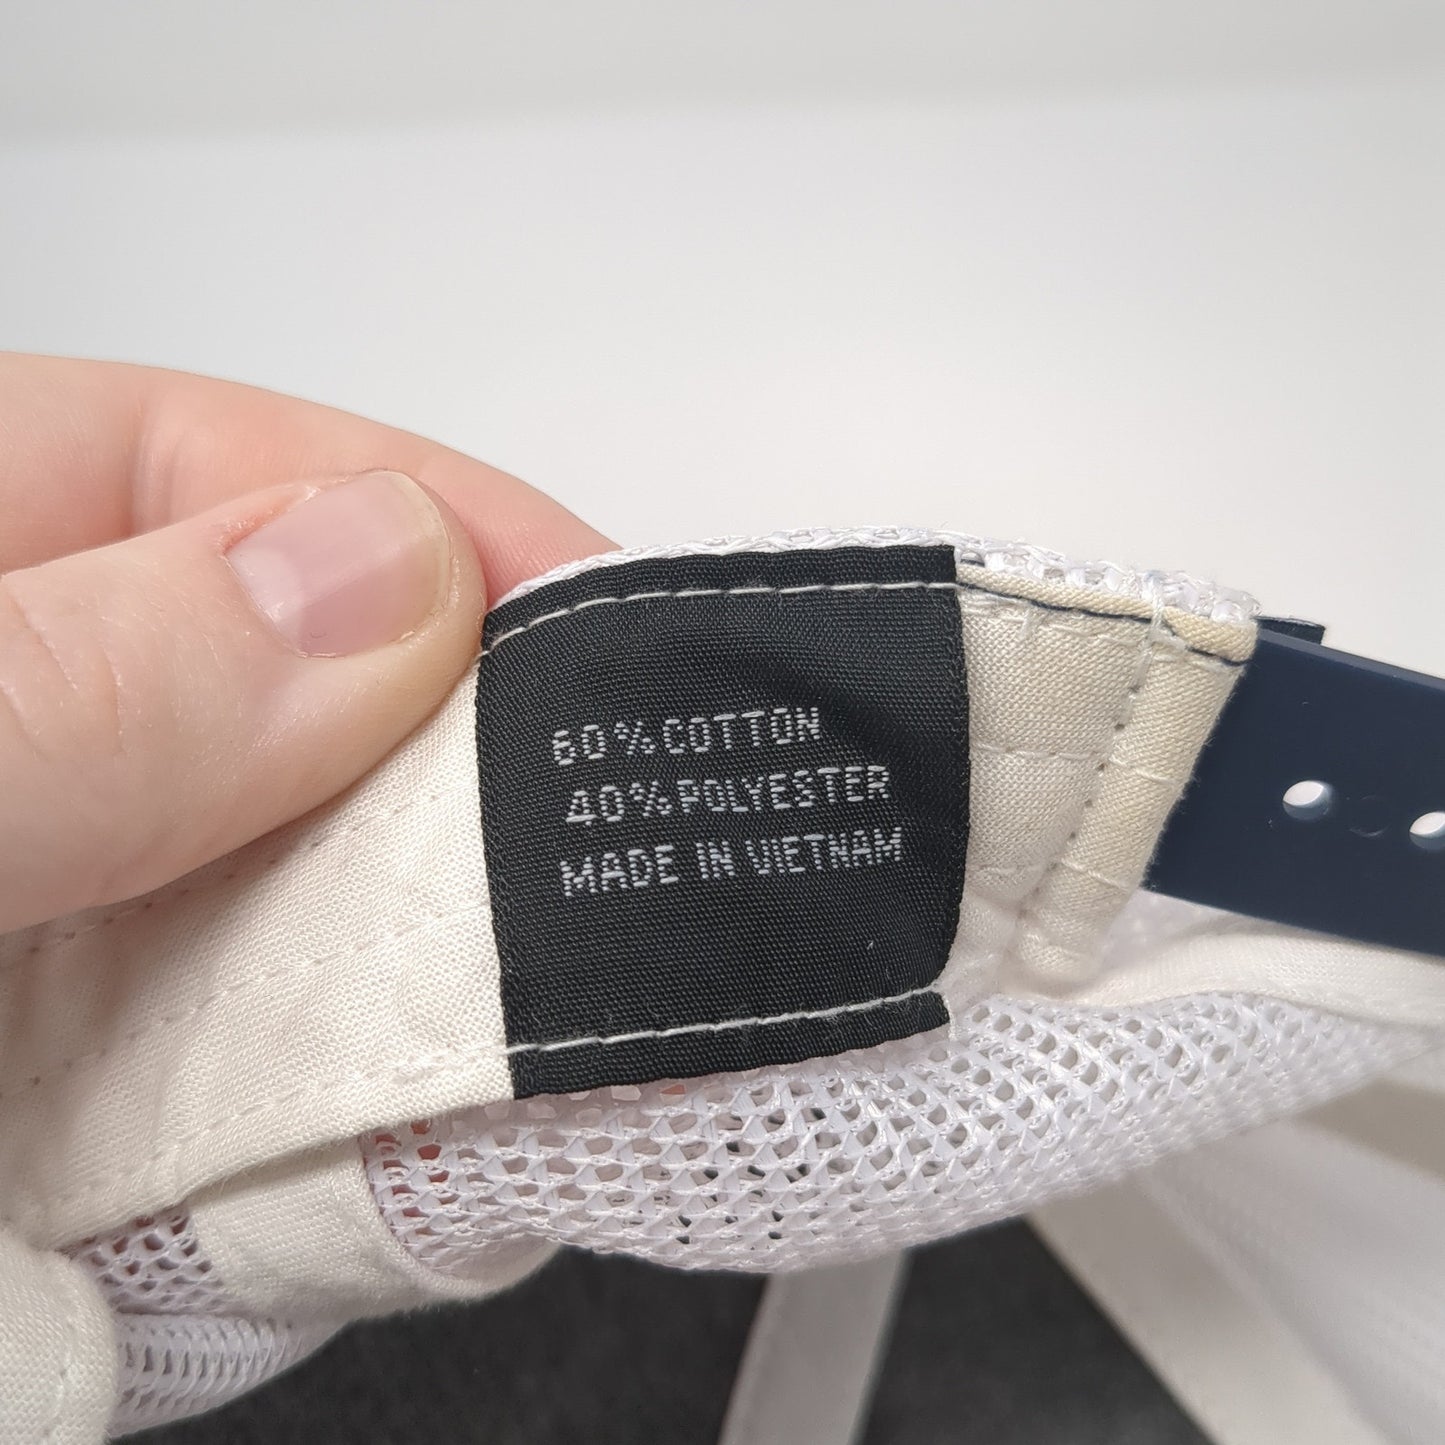 60% COTTON
40% POLYESTER
MADE IN VIETNAM